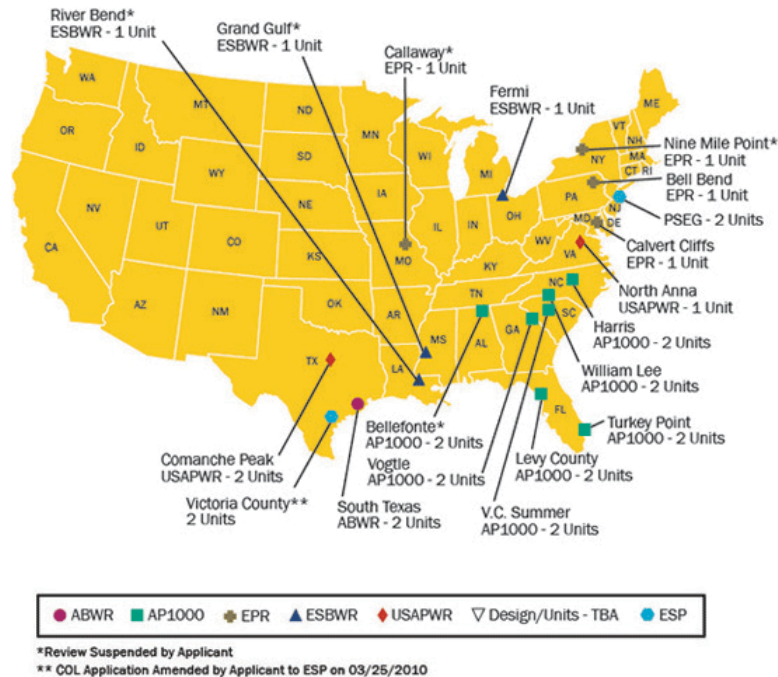 River Bend*
ESBWR - 1 Unit
Grand Gulf*
ESBWR - 1 Unit
Callaway*
EPR - 1 Unit
Fermi
ESBWR - 1 Unit
Nine Mile Point*
EPR - 1 Unit
Bell Bend
EPR - 1 Unit
PSEG - 2 Units
Calvert Cliffs
EPR - 1 Unit
North Anna
USAPWR - 1 Unit
Harris
AP1000 - 2 Units
William Lee
AP1000 - 2 Units
Turkey Point
AP1000 - 2 Units
Levy County
AP1000 - 2 Units
V.C. Summer
AP1000 - 2 Units
Vogtle
AP1000 - 2 Units
Bellefonte*
AP1000 - 2 Units
South Texas
ABWR - 2 Units
Victoria County**
2 Units
Comanche Peak
USAPWR - 2 Units
WA
MT
ND
MN
ME
VT
NH
OR
ID
SD
WI
MI
NY
MA
CT RI
WY
IA
NE
PA
NJ
NV
UT
CO
IL
IN
OH
MD
DE
CA
KS
MO
WV
VA
KY
NC
AZ
NM
OK
AR
TN
SC
TX
LA
MS
AL
GA
FL
ABWR
AP1000
EPR
ESBWR
USAPWR
Design/Units - TBA
ESP
*Review Suspended by Applicant
** COL Application Amended by Applicant to ESP on 03/25/2010